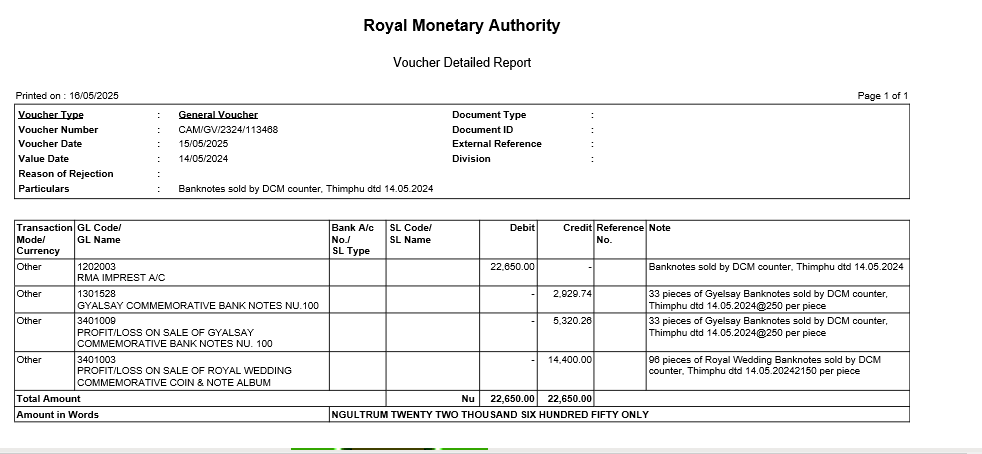 Royal Monetary Authority
Voucher Detailed Report
Printed on : 16/05/2025 Page 1 of 1
Voucher Type : General Voucher Document Type :
Voucher Number : CAM/GV/2324/113468 Document ID :
Voucher Date : 15/05/2025 External Reference :
Value Date : 14/05/2024 Division :
Reason of Rejection :
Particulars : Banknotes sold by DCM counter, Thimphu dtd 14.05.2024
Transaction Mode/ Currency GL Code/ GL Name Bank A/c No./ SL Type SL Code/ SL Name Debit Credit Reference No. Note
Other 1202003 22,650.00 - Banknotes sold by DCM counter, Thimphu dtd 14.05.2024
RMA IMPREST A/C
Other 1301528 - 2,929.74 33 pieces of Gyelsay Banknotes sold by DCM counter,
GYALSAY COMMEMORATIVE BANK NOTES NU.100 Thimphu dtd 14.05.2024@250 per piece
Other 3401009 - 5,320.26 33 pieces of Gyelsay Banknotes sold by DCM counter,
PROFIT/LOSS ON SALE OF GYALSAY Thimphu dtd 14.05.2024@250 per piece
COMMEMORATIVE BANK NOTES NU. 100
Other 3401003 - 14,400.00 96 pieces of Royal Wedding Banknotes sold by DCM
PROFIT/LOSS ON SALE OF ROYAL WEDDING counter, Thimphu dtd 14.05.20242150 per piece
COMMEMORATIVE COIN & NOTE ALBUM
Total Amount Nu 22,650.00 22,650.00
Amount in Words NGULTRUM TWENTY TWO THOUSAND SIX HUNDRED FIFTY ONLY